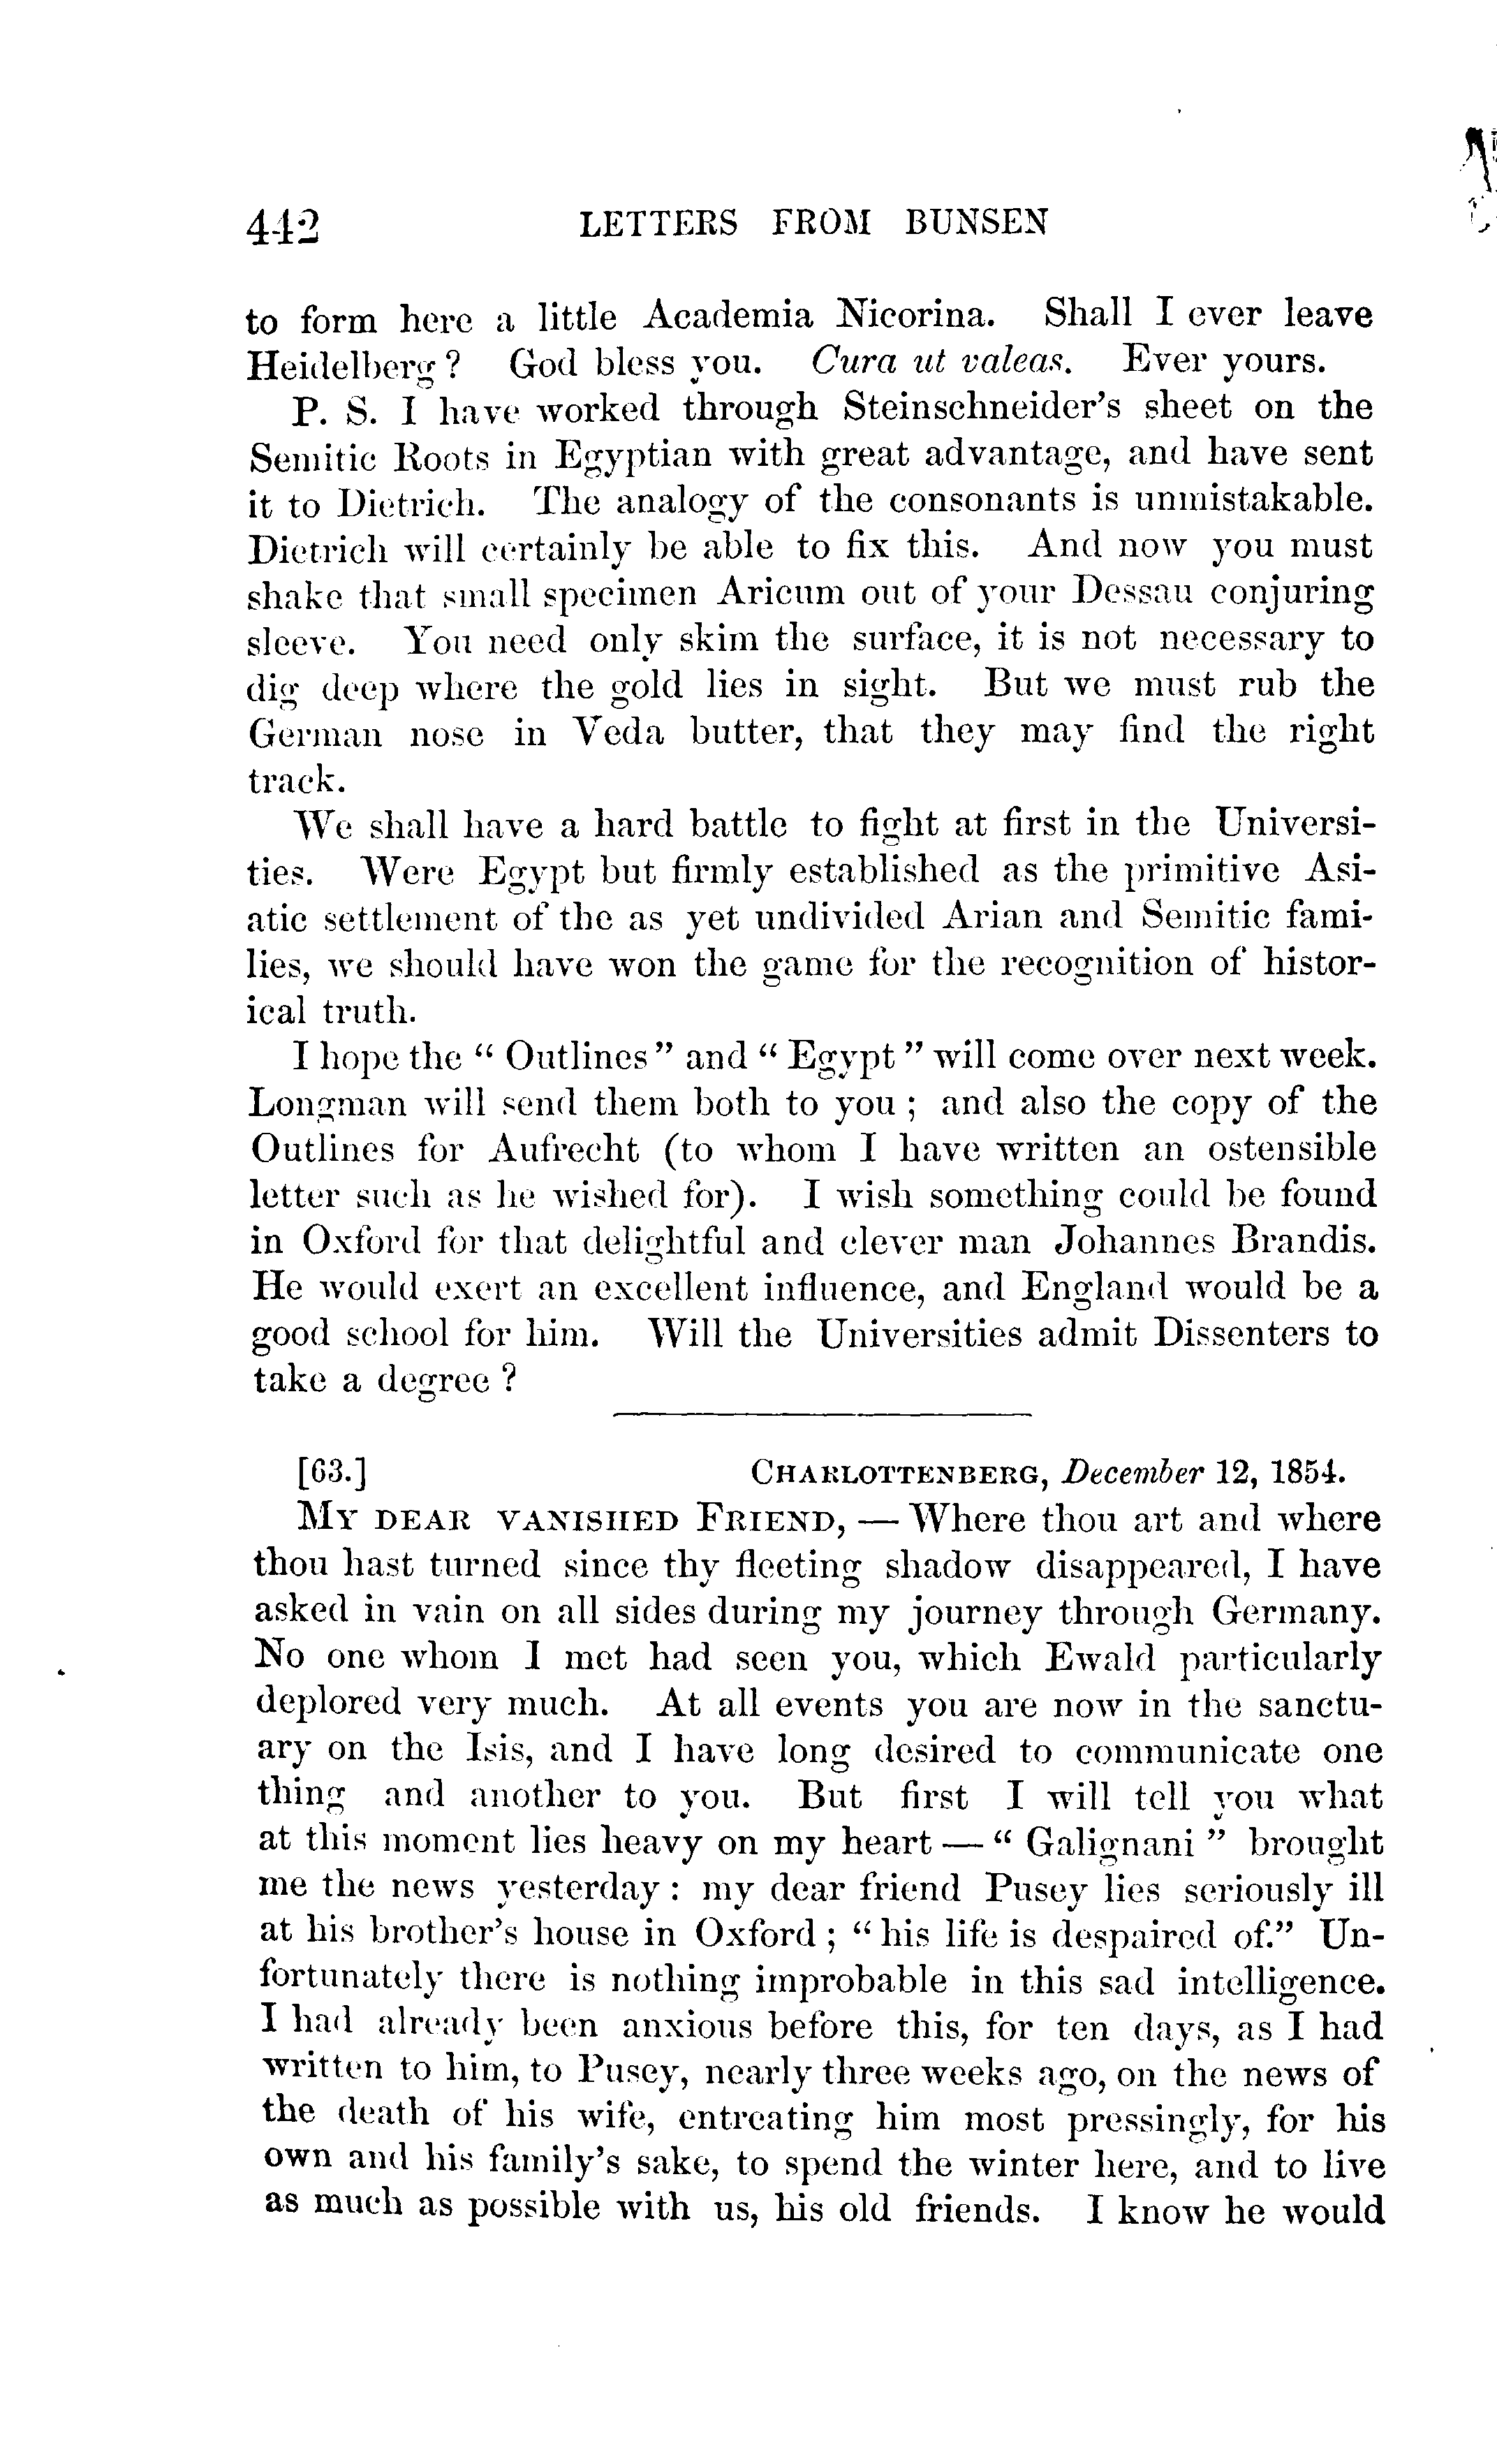 442 LETTERS FROM BUNSEN
to form here a little Academia Nicorina. Shall I ever leave
Heidelberg? God bless you. Cura ut valeas. Ever yours.
P. S. I have worked through Steinschneider's sheet on the
Semitic Roots in Egyptian with great advantage, and have sent
it to Dietrich. The analogy of the consonants is unmistakable.
Dietrich will certainly be able to fix this. And now you must
shake that small specimen Aricum out of your Dessau conjuring
sleeve. You need only skim the surface, it is not necessary to
dig deep where the gold lies in sight. But we must rub the
German nose in Veda butter, that they may find the right
track.
We shall have a hard battle to fight at first in the Universi-
ties. Were Egypt but firmly established as the primitive Asi-
atic settlement of the as yet undivided Arian and Semitic fami-
lies, we should have won the game for the recognition of histor-
ical truth.
I hope the “ Outlines” and “ Egypt ” will come over next week.
Longman will send them both to you ; and also the copy of the
Outlines for Aufrecht (to whom I have written an ostensible
letter such as he wished for). I wish something could be found
in Oxford for that delightful and clever man Johannes Brandis.
He would exert an excellent influence, and England would be a
good school for him. Will the Universities admit Dissenters to
take a degree ?
[63.] CHARLOTTENBERG, December 12, 1854.
MY DEAR VANISHED FRIEND, — Where thou art and where
thou hast turned since thy fleeting shadow disappeared, I have
asked in vain on all sides during my journey through Germany.
No one whom I met had seen you, which Ewald particularly
deplored very much. At all events you are now in the sanctu-
ary on the Isis, and I have long desired to communicate one
thing and another to you. But first I will tell you what
at this moment lies heavy on my heart — “ Galignani ” brought
me the news yesterday : my dear friend Pusey lies seriously ill
at his brother's house in Oxford ; “ his life is despaired of.” Un-
fortunately there is nothing improbable in this sad intelligence.
I had already been anxious before this, for ten days, as I had
written to him, to Pusey, nearly three weeks ago, on the news of
the death of his wife, entreating him most pressingly, for his
own and his family's sake, to spend the winter here, and to live
as much as possible with us, his old friends. I know he would